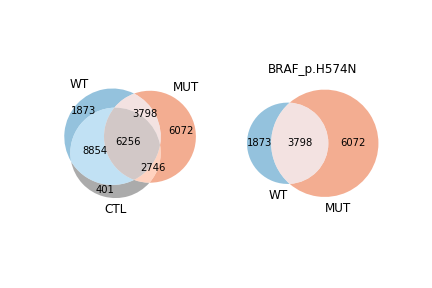 WT
MUT
1873
3798
6072
6256
8854
2746
401
CTL
BRAF_p.H574N
1873
3798
6072
WT
MUT